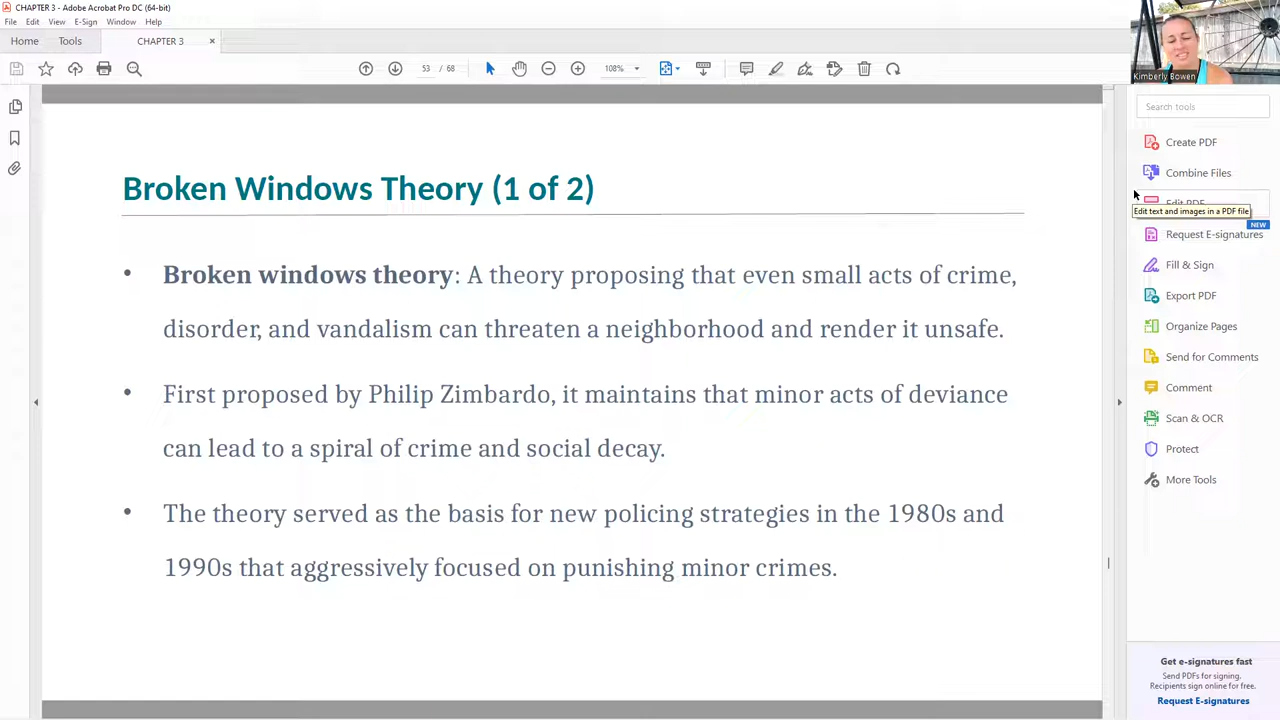 CHAPTER 3 - Adobe Acrobat Pro DC (64-bit)
File Edit View E-Sign Window Help
Home Tools CHAPTER 3 ×
53 / 68 108%
Kimberly Bowen
Broken Windows Theory (1 of 2)
• Broken windows theory: A theory proposing that even small acts of crime,
disorder, and vandalism can threaten a neighborhood and render it unsafe.
• First proposed by Philip Zimbardo, it maintains that minor acts of deviance
can lead to a spiral of crime and social decay.
• The theory served as the basis for new policing strategies in the 1980s and
1990s that aggressively focused on punishing minor crimes.
Search tools
Create PDF
Combine Files
Edit PDF
Edit text and images in a PDF file
NEW
Request E-signatures
Fill & Sign
Export PDF
Organize Pages
Send for Comments
Comment
Scan & OCR
Protect
More Tools
Get e-signatures fast
Send PDFs for signing.
Recipients sign online for free.
Request E-signatures